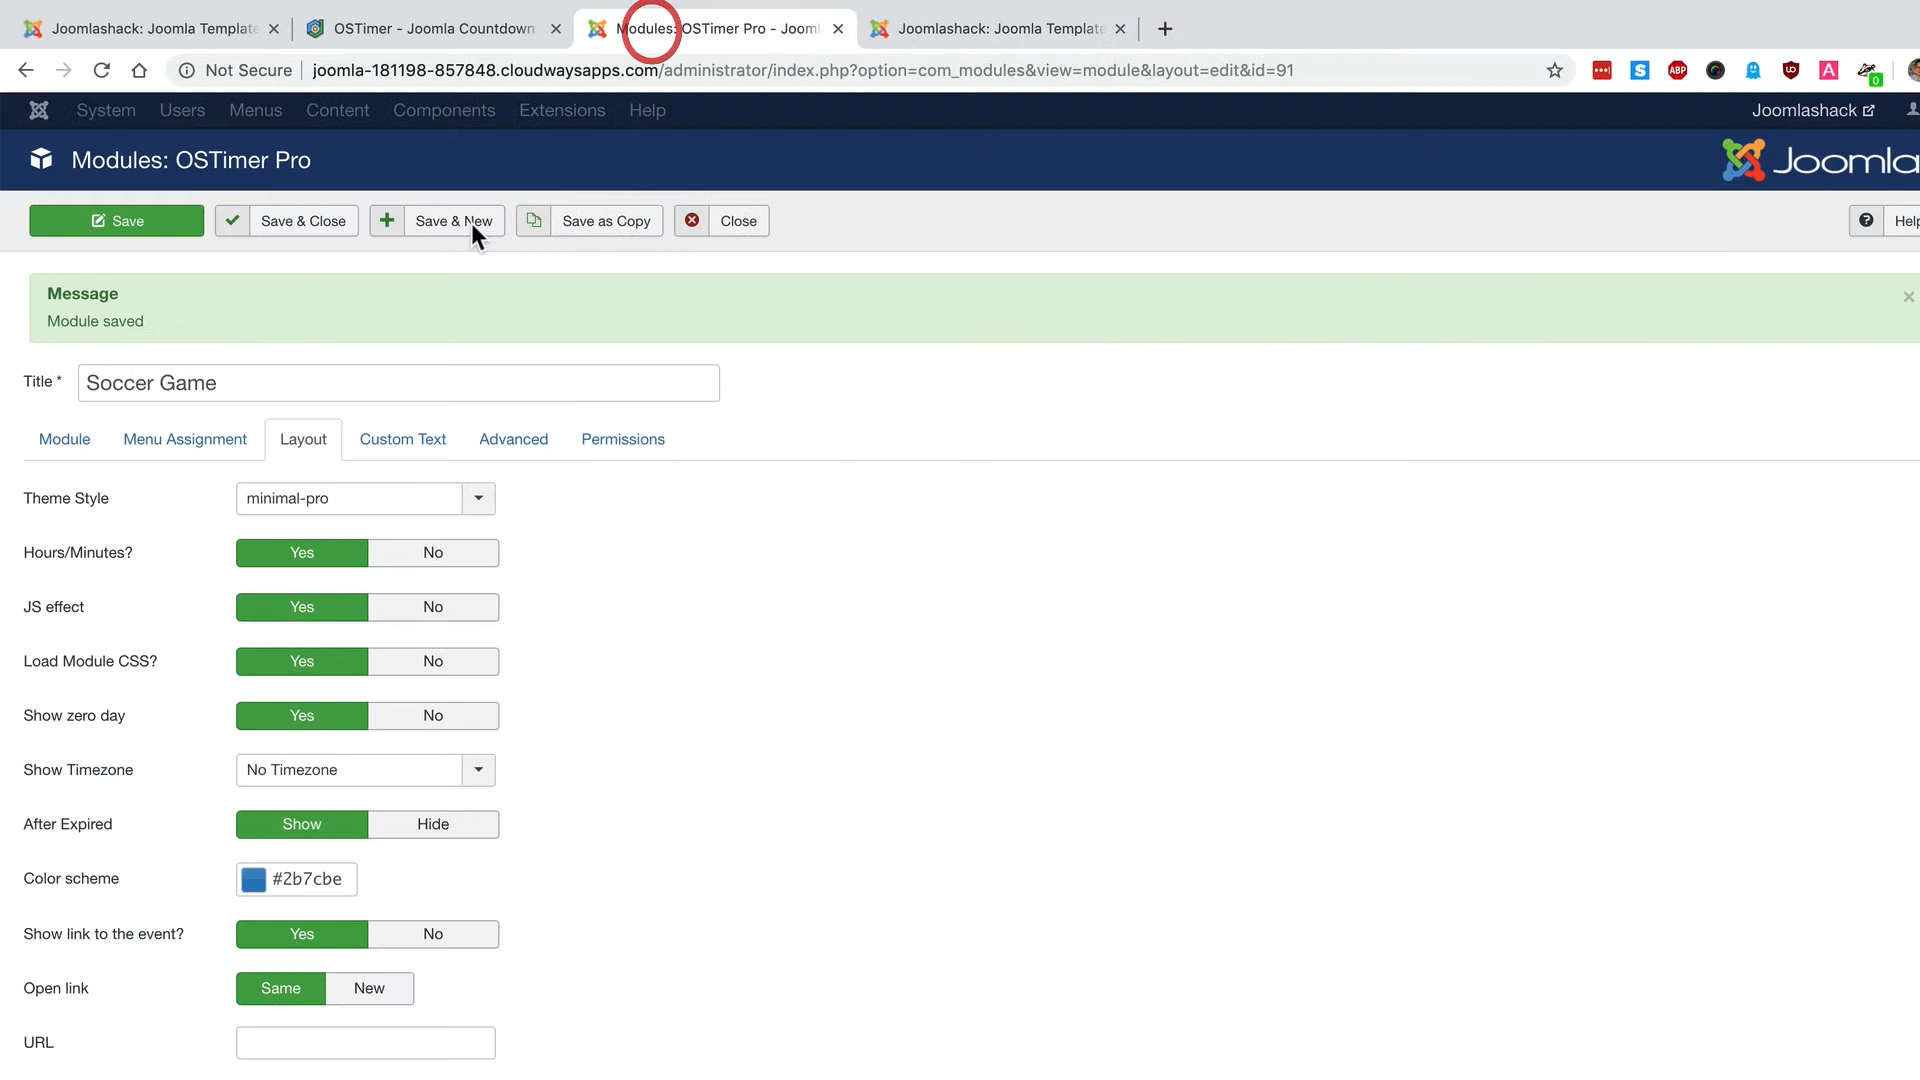 Joomlashack: Joomla Template
OSTimer - Joomla Countdown
Modules: OSTimer Pro - Jooml
Joomlashack: Joomla Template
Not Secure
joomla-181198-857848.cloudwaysapps.com/administrator/index.php?option=com_modules&view=module&layout=edit&id=91
S
ABP
A
0
System
Users
Menus
Content
Components
Extensions
Help
Joomlashack
Modules: OSTimer Pro
Joomla
Save
Save & Close
Save & New
Save as Copy
Close
Help
Message
Module saved
Title *
Soccer Game
Module
Menu Assignment
Layout
Custom Text
Advanced
Permissions
Theme Style
minimal-pro
Hours/Minutes?
Yes
No
JS effect
Yes
No
Load Module CSS?
Yes
No
Show zero day
Yes
No
Show Timezone
No Timezone
After Expired
Show
Hide
Color scheme
#2b7cbe
Show link to the event?
Yes
No
Open link
Same
New
URL